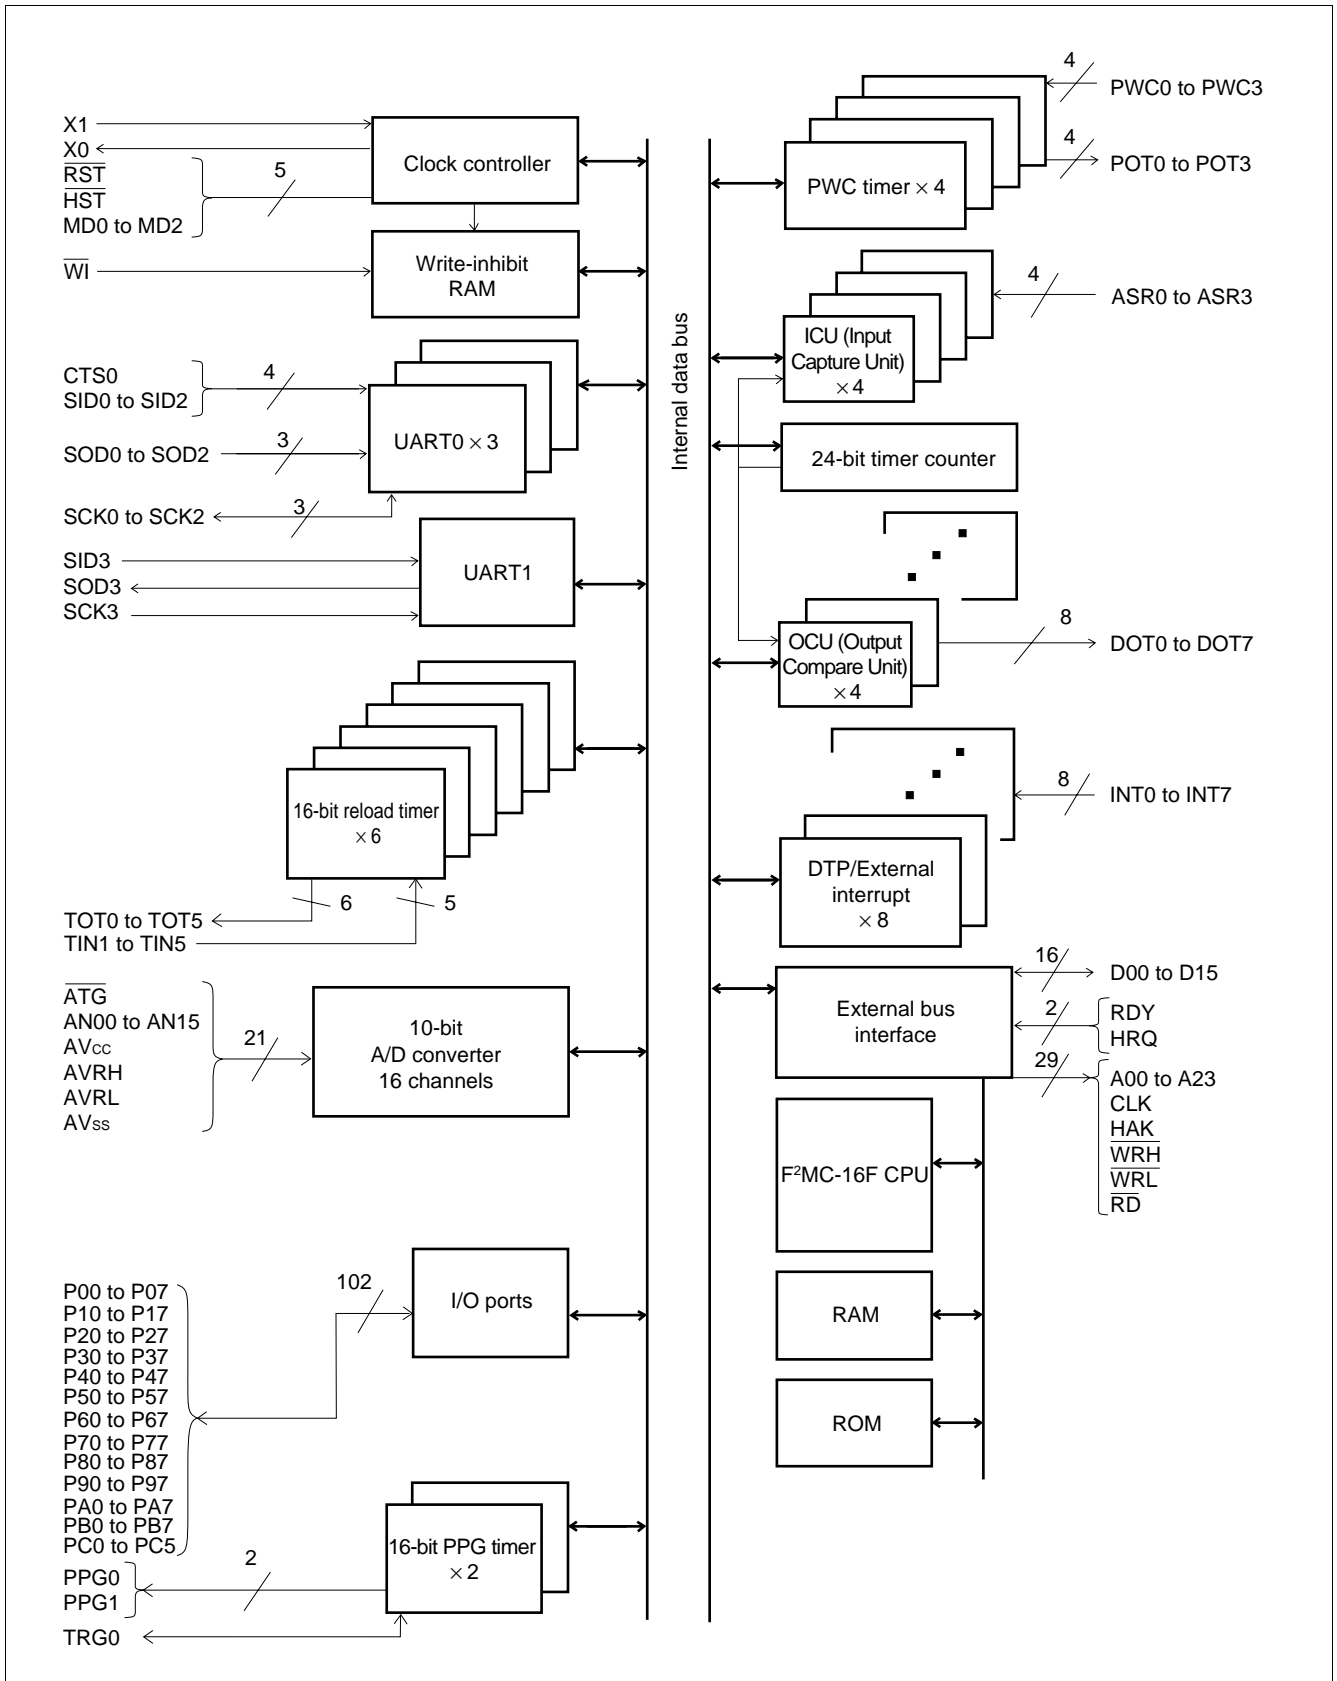 X1
X0
RST
HST
MD0 to MD2
5
Clock controller
WI
Write-inhibit
RAM
CTS0
SID0 to SID2
4
SOD0 to SOD2
3
UART0 × 3
SCK0 to SCK2
3
SID3
SOD3
SCK3
UART1
16-bit reload timer
× 6
6
5
TOT0 to TOT5
TIN1 to TIN5
ATG
AN00 to AN15
AVCC
AVRH
AVRL
AVSS
21
10-bit
A/D converter
16 channels
P00 to P07
P10 to P17
P20 to P27
P30 to P37
P40 to P47
P50 to P57
P60 to P67
P70 to P77
P80 to P87
P90 to P97
PA0 to PA7
PB0 to PB7
PC0 to PC5
102
I/O ports
PPG0
PPG1
2
16-bit PPG timer
× 2
TRG0
Internal data bus
4
PWC0 to PWC3
4
POT0 to POT3
PWC timer × 4
4
ASR0 to ASR3
ICU (Input
Capture Unit)
× 4
24-bit timer counter
OCU (Output
Compare Unit)
× 4
8
DOT0 to DOT7
8
INT0 to INT7
DTP/External
interrupt
× 8
External bus
interface
16
D00 to D15
2
RDY
HRQ
29
A00 to A23
CLK
HAK
WRH
WRL
RD
F²MC-16F CPU
RAM
ROM